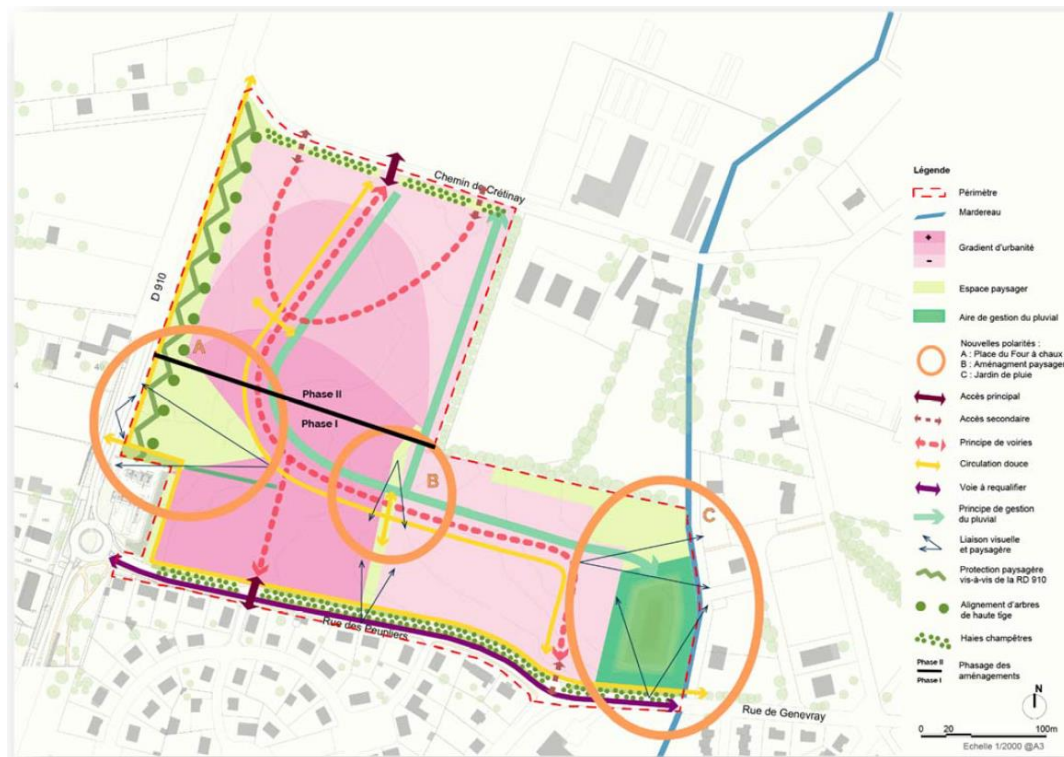 Chemin de Crétinay
D 910
A
Phase II
Phase I
B
C
Rue des Peupliers
Rue de Genevray
Légende
Périmètre
Mardereau
+
Gradient d'urbanité
-
Espace paysager
Aire de gestion du pluvial
Nouvelles polarités :
A : Place du Four à chaux
B : Aménagment paysager
C : Jardin de pluie
Accès principal
Accès secondaire
Principe de voiries
Circulation douce
Voie à requalifier
Principe de gestion
du pluvial
Liaison visuelle
et paysagère
Protection paysagère
vis-à-vis de la RD 910
Alignement d'arbres
de haute tige
Haies champêtres
Phase II
Phasage des
aménagements
Phase I
N
0 20 100m
Echelle 1/2000 @A3